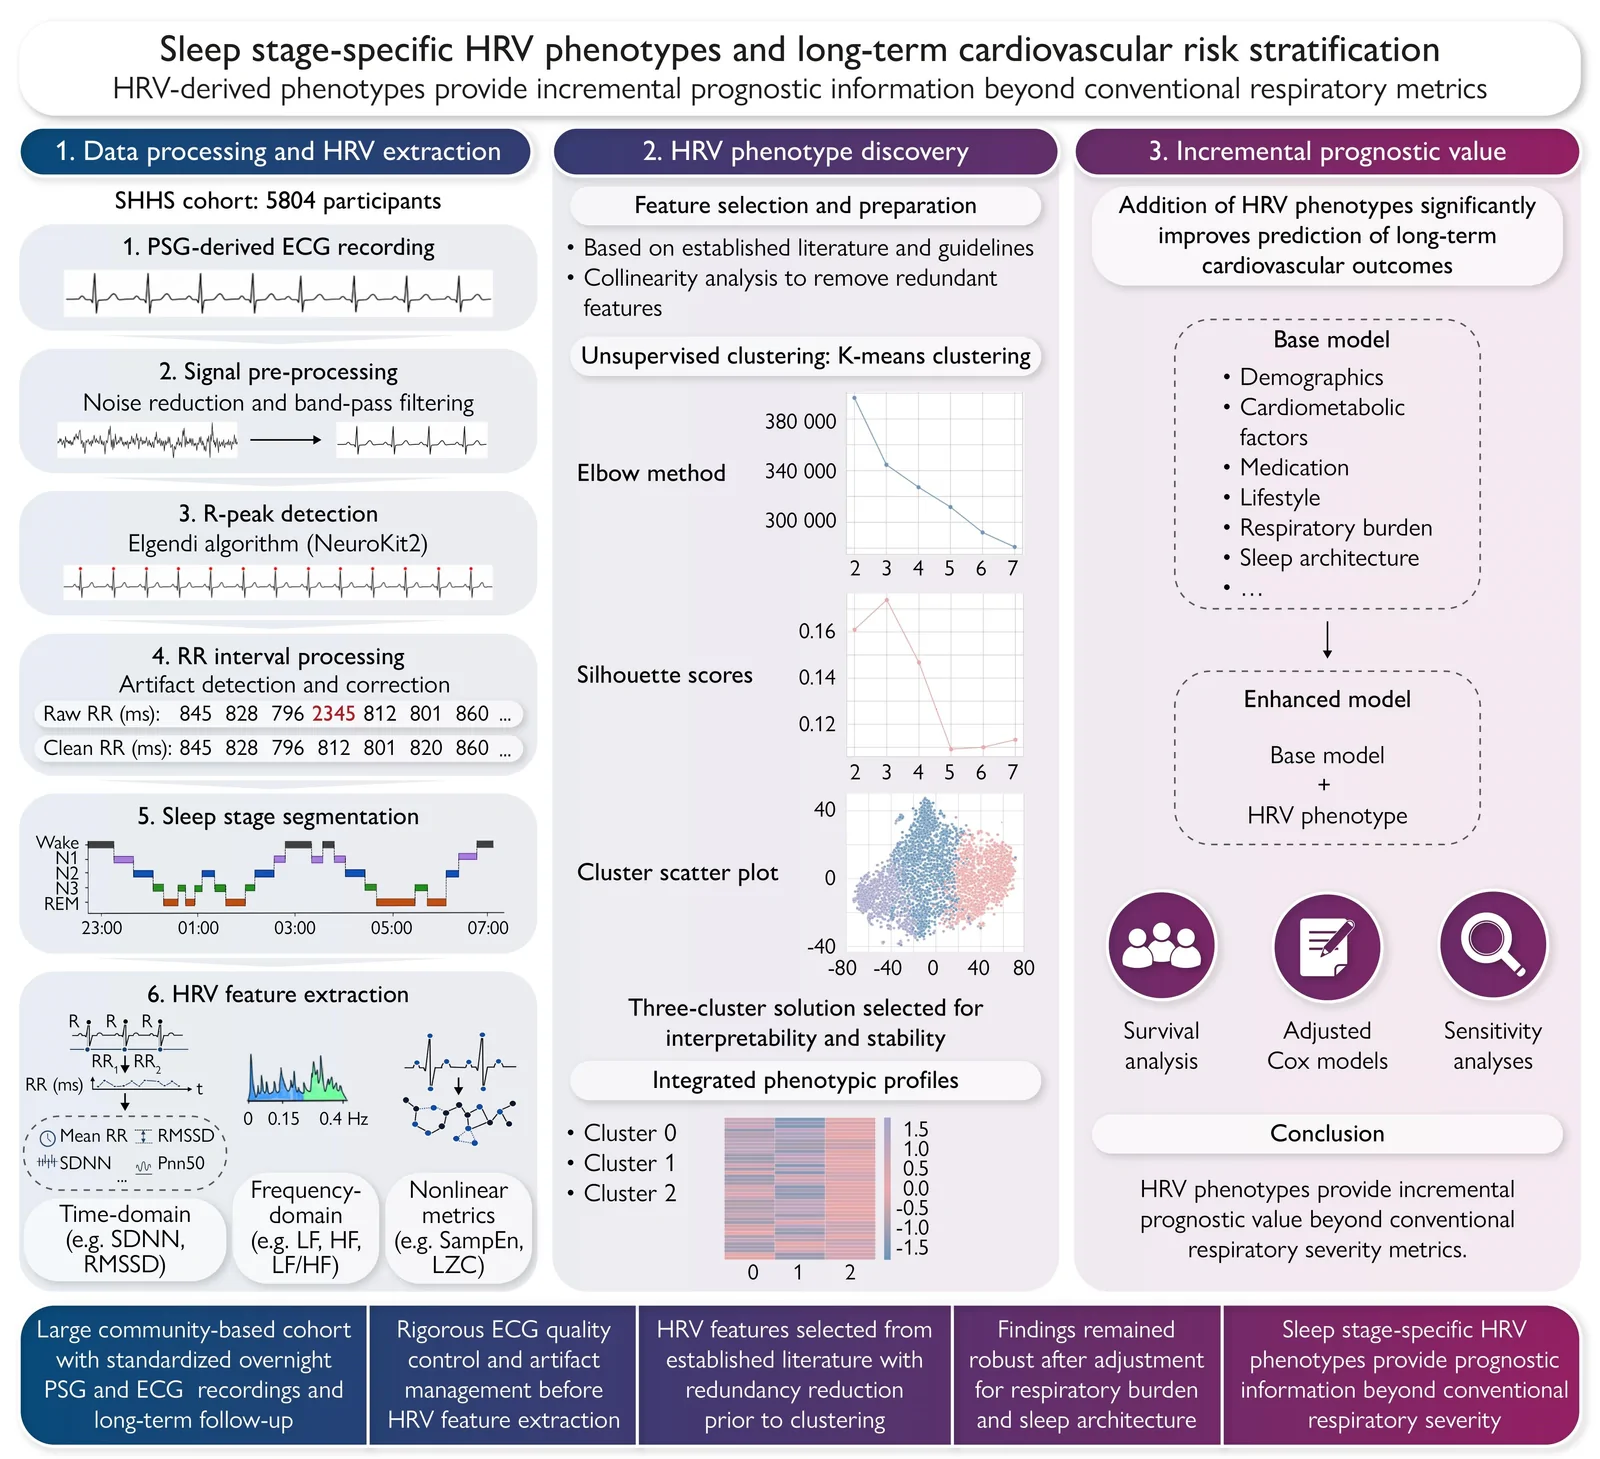 Sleep stage-specific HRV phenotypes and long-term cardiovascular risk stratification
HRV-derived phenotypes provide incremental prognostic information beyond conventional respiratory metrics
1. Data processing and HRV extraction
SHHS cohort: 5804 participants
1. PSG-derived ECG recording
2. Signal pre-processing
Noise reduction and band-pass filtering
3. R-peak detection
Elgendi algorithm (NeuroKit2)
4. RR interval processing
Artifact detection and correction
Raw RR (ms): 845 828 796 2345 812 801 860 ...
Clean RR (ms): 845 828 796 812 801 820 860 ...
5. Sleep stage segmentation
Wake
N1
N2
N3
REM
23:00 01:00 03:00 05:00 07:00
6. HRV feature extraction
R R R
RR1 RR2
RR (ms) t
Mean RR RMSSD
SDNN Pnn50
...
0 0.15 0.4 Hz
Time-domain
(e.g. SDNN,
RMSSD)
Frequency-
domain
(e.g. LF, HF,
LF/HF)
Nonlinear
metrics
(e.g. SampEn,
LZC)
2. HRV phenotype discovery
Feature selection and preparation
• Based on established literature and guidelines
• Collinearity analysis to remove redundant
features
Unsupervised clustering: K-means clustering
Elbow method
380 000
340 000
300 000
2 3 4 5 6 7
Silhouette scores
0.16
0.14
0.12
2 3 4 5 6 7
Cluster scatter plot
40
0
-40
-80 -40 0 40 80
Three-cluster solution selected for
interpretability and stability
Integrated phenotypic profiles
• Cluster 0
• Cluster 1
• Cluster 2
1.5
1.0
0.5
0.0
-0.5
-1.0
-1.5
0 1 2
3. Incremental prognostic value
Addition of HRV phenotypes significantly
improves prediction of long-term
cardiovascular outcomes
Base model
• Demographics
• Cardiometabolic
factors
• Medication
• Lifestyle
• Respiratory burden
• Sleep architecture
• ...
Enhanced model
Base model
+
HRV phenotype
Survival
analysis
Adjusted
Cox models
Sensitivity
analyses
Conclusion
HRV phenotypes provide incremental
prognostic value beyond conventional
respiratory severity metrics.
Large community-based cohort
with standardized overnight
PSG and ECG recordings and
long-term follow-up
Rigorous ECG quality
control and artifact
management before
HRV feature extraction
HRV features selected from
established literature with
redundancy reduction
prior to clustering
Findings remained
robust after adjustment
for respiratory burden
and sleep architecture
Sleep stage-specific HRV
phenotypes provide prognostic
information beyond conventional
respiratory severity